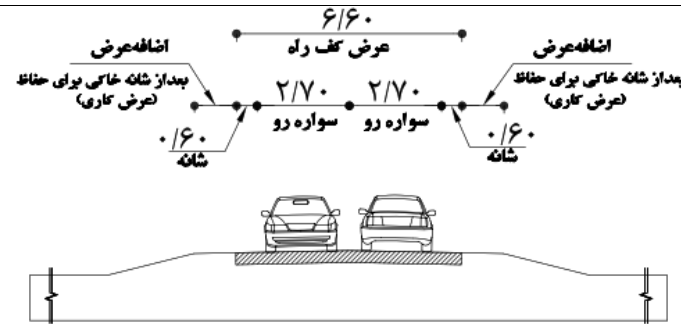 ۶/۶۰
عرض کف راه
اضافه‌عرض
بعداز شانه خاکی برای حفاظ
(عرض کاری)
اضافه‌عرض
بعداز شانه خاکی برای حفاظ
(عرض کاری)
۲/۷۰
سواره رو
۲/۷۰
سواره رو
۰/۶۰
شانه
۰/۶۰
شانه